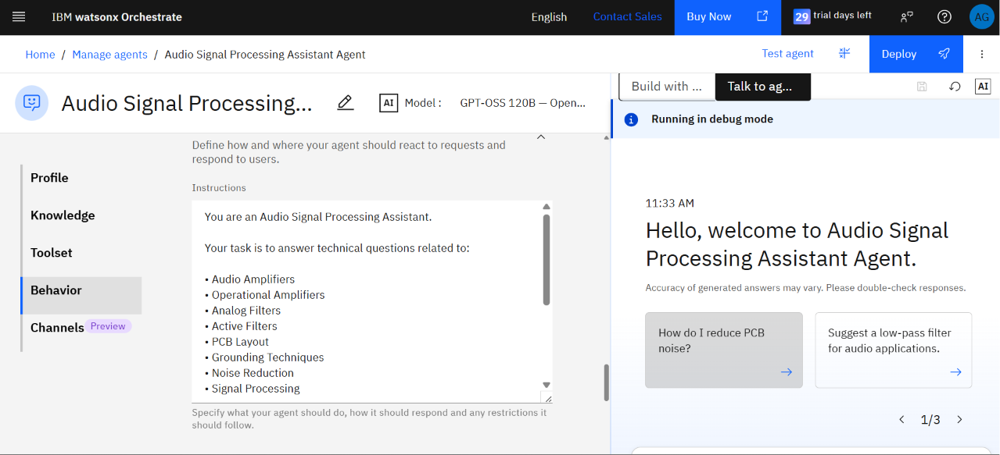 IBM watsonx Orchestrate
English
Contact Sales
Buy Now
29 trial days left
AG
Home / Manage agents / Audio Signal Processing Assistant Agent
Test agent
Deploy
Audio Signal Processing...
AI Model :
GPT-OSS 120B — Open...
Build with ...
Talk to ag...
AI
Running in debug mode
Profile
Knowledge
Toolset
Behavior
Channels Preview
Define how and where your agent should react to requests and
respond to users.
Instructions
You are an Audio Signal Processing Assistant.
Your task is to answer technical questions related to:
• Audio Amplifiers
• Operational Amplifiers
• Analog Filters
• Active Filters
• PCB Layout
• Grounding Techniques
• Noise Reduction
• Signal Processing
Specify what your agent should do, how it should respond and any restrictions it
should follow.
11:33 AM
Hello, welcome to Audio Signal
Processing Assistant Agent.
Accuracy of generated answers may vary. Please double-check responses.
How do I reduce PCB
noise?
Suggest a low-pass filter
for audio applications.
1/3